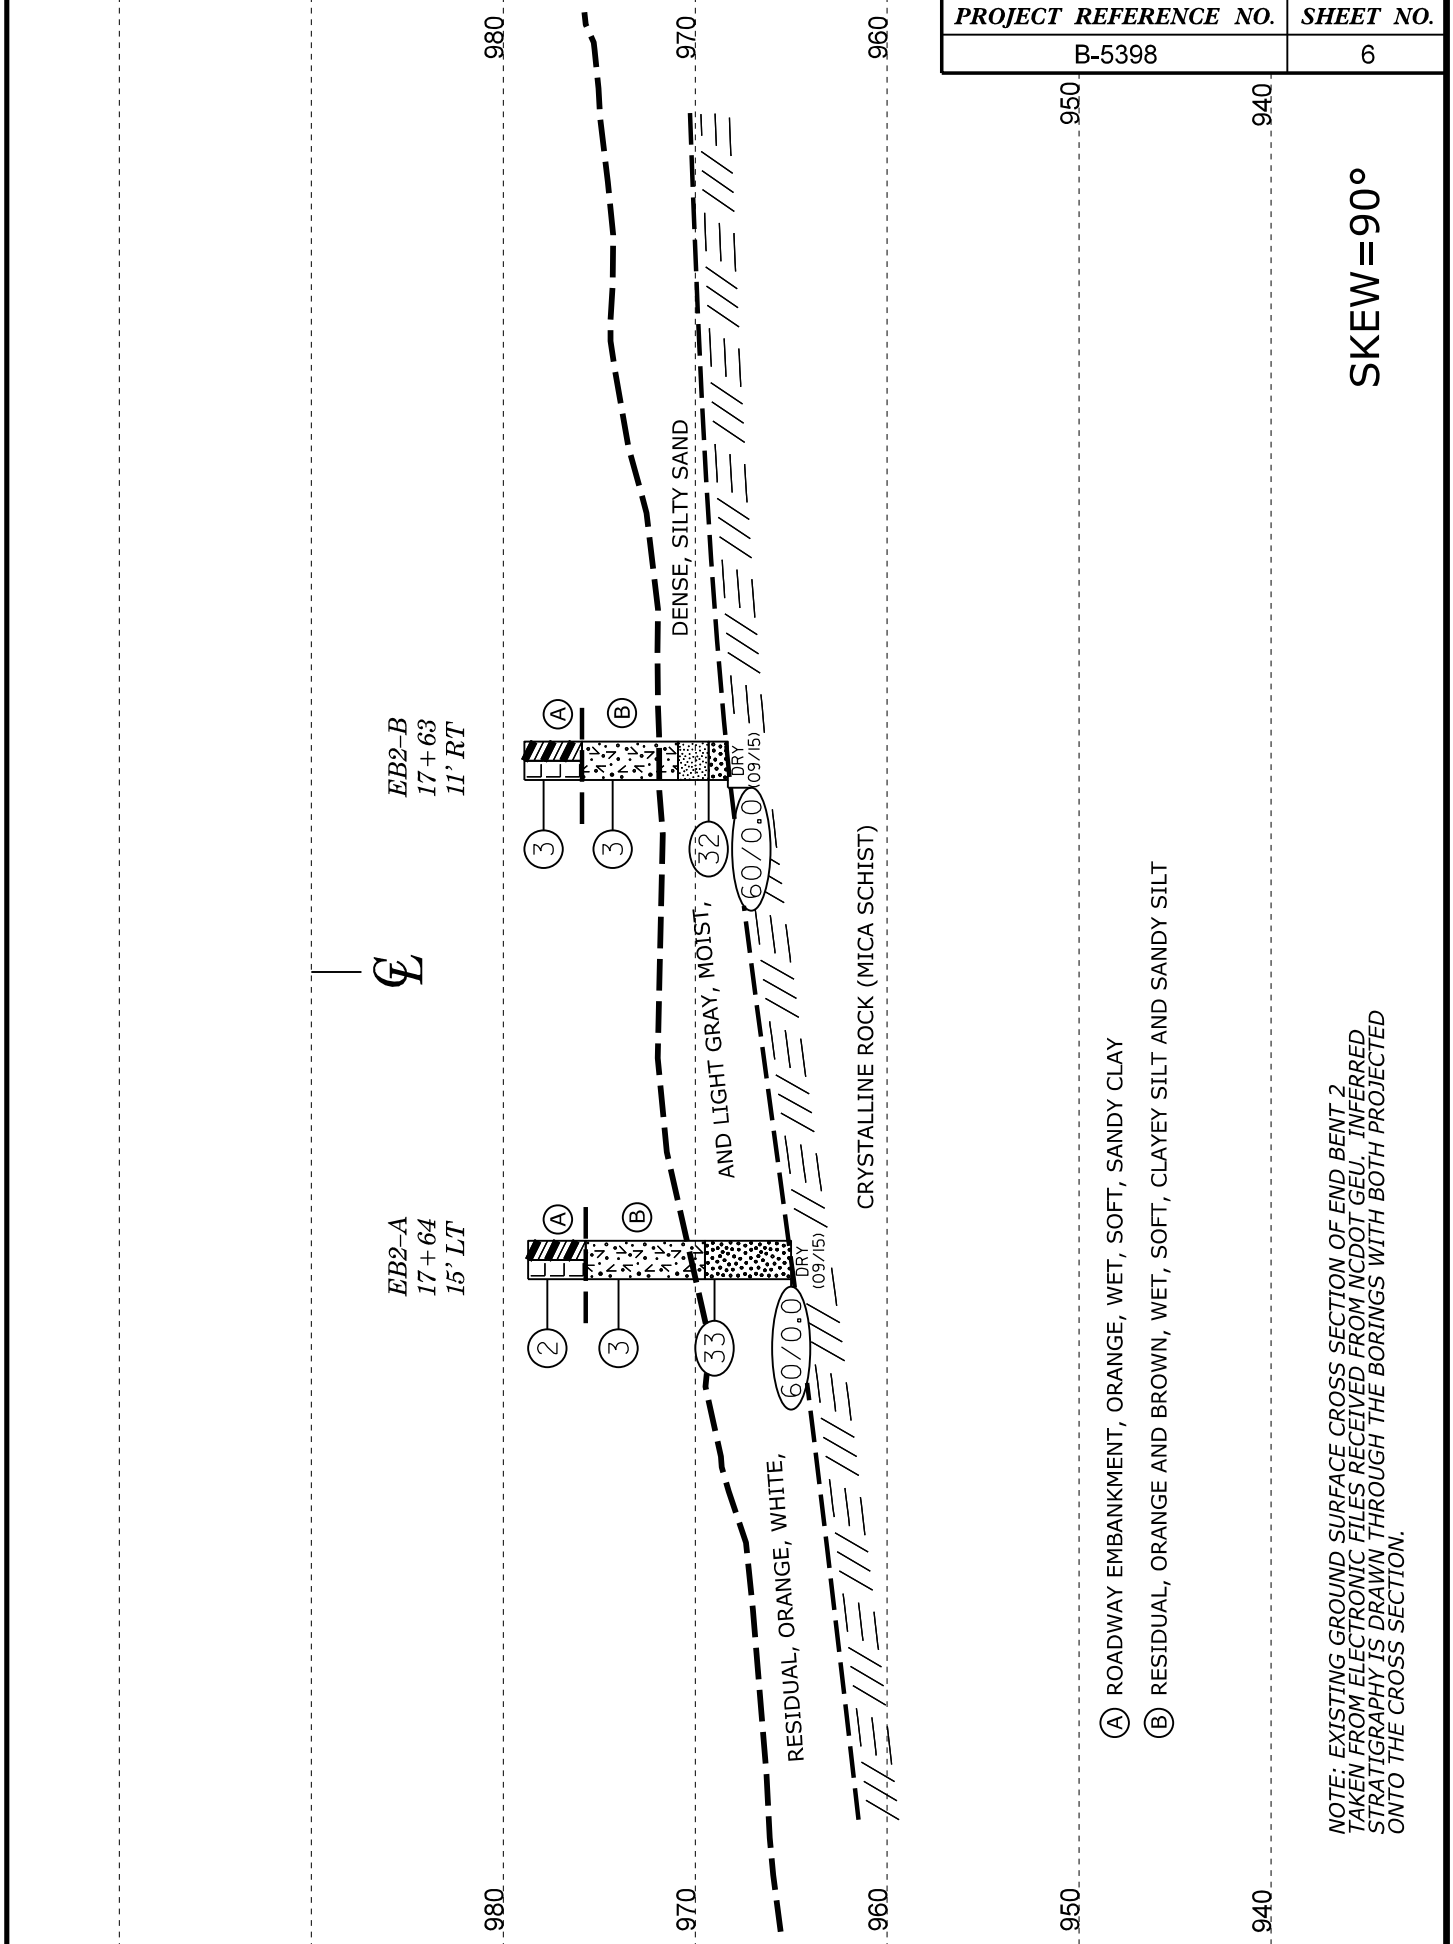 PROJECT REFERENCE NO.
SHEET NO.
B-5398
6
980
970
960
950
940
980
970
960
950
940
EB2-A
17+64
15' LT
EB2-B
17+63
11' RT
CL
A
B
2
3
33
60/0.0
DRY
(09/15)
A
B
3
3
32
60/0.0
DRY
(09/15)
RESIDUAL, ORANGE, WHITE,
AND LIGHT GRAY, MOIST,
DENSE, SILTY SAND
CRYSTALLINE ROCK (MICA SCHIST)
A ROADWAY EMBANKMENT, ORANGE, WET, SOFT, SANDY CLAY
B RESIDUAL, ORANGE AND BROWN, WET, SOFT, CLAYEY SILT AND SANDY SILT
SKEW=90°
NOTE: EXISTING GROUND SURFACE CROSS SECTION OF END BENT 2
TAKEN FROM ELECTRONIC FILES RECEIVED FROM NCDOT GEU. INFERRED
STRATIGRAPHY IS DRAWN THROUGH THE BORINGS WITH BOTH PROJECTED
ONTO THE CROSS SECTION.